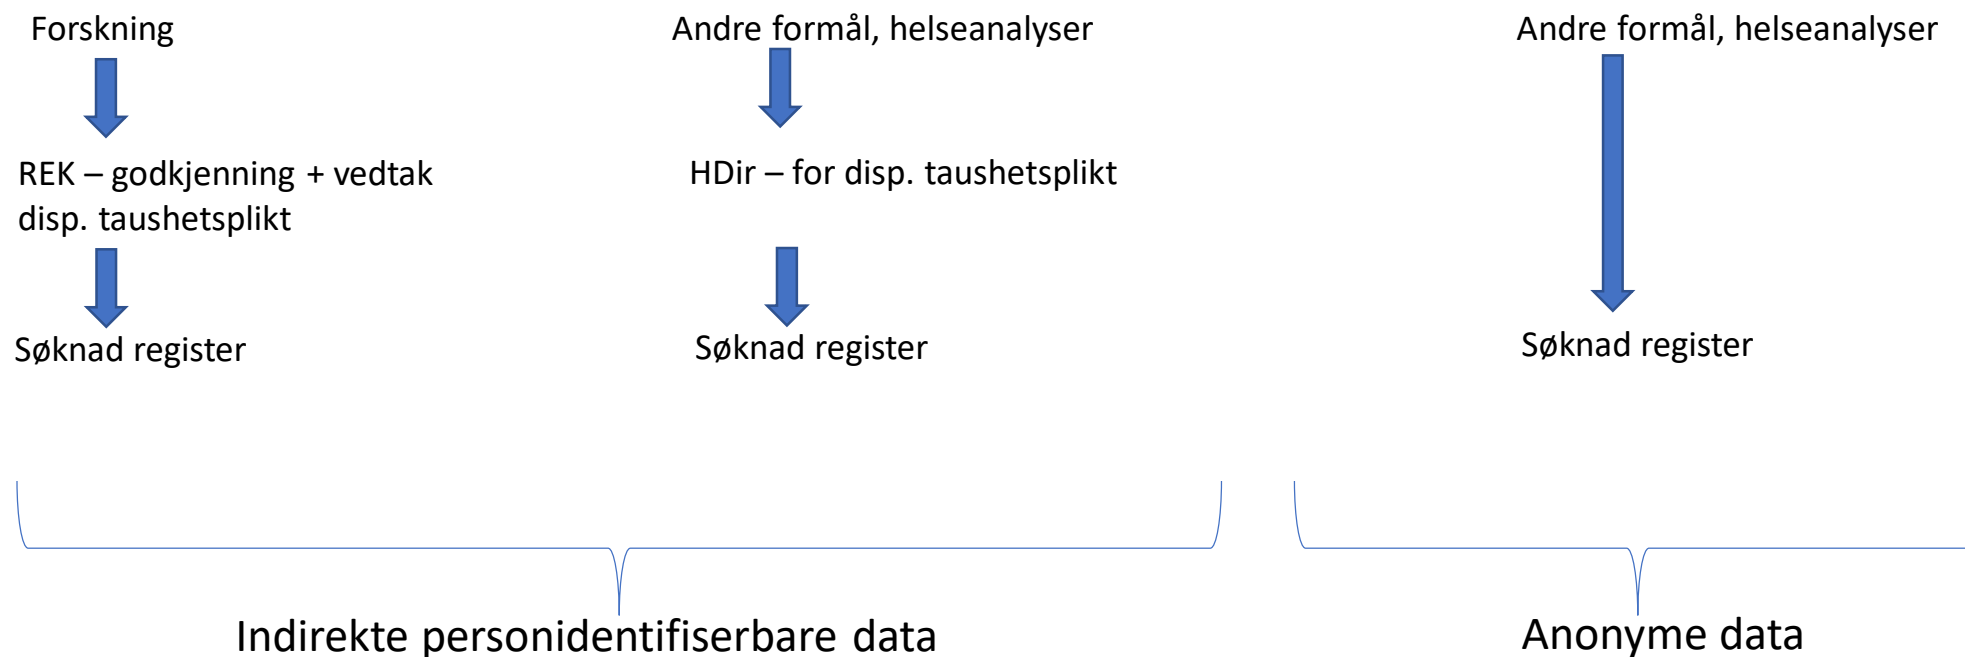 Forskning
Andre formål, helseanalyser
Andre formål, helseanalyser
REK – godkjenning + vedtak
disp. taushetsplikt
HDir – for disp. taushetsplikt
Søknad register
Søknad register
Søknad register
Indirekte personidentifiserbare data
Anonyme data